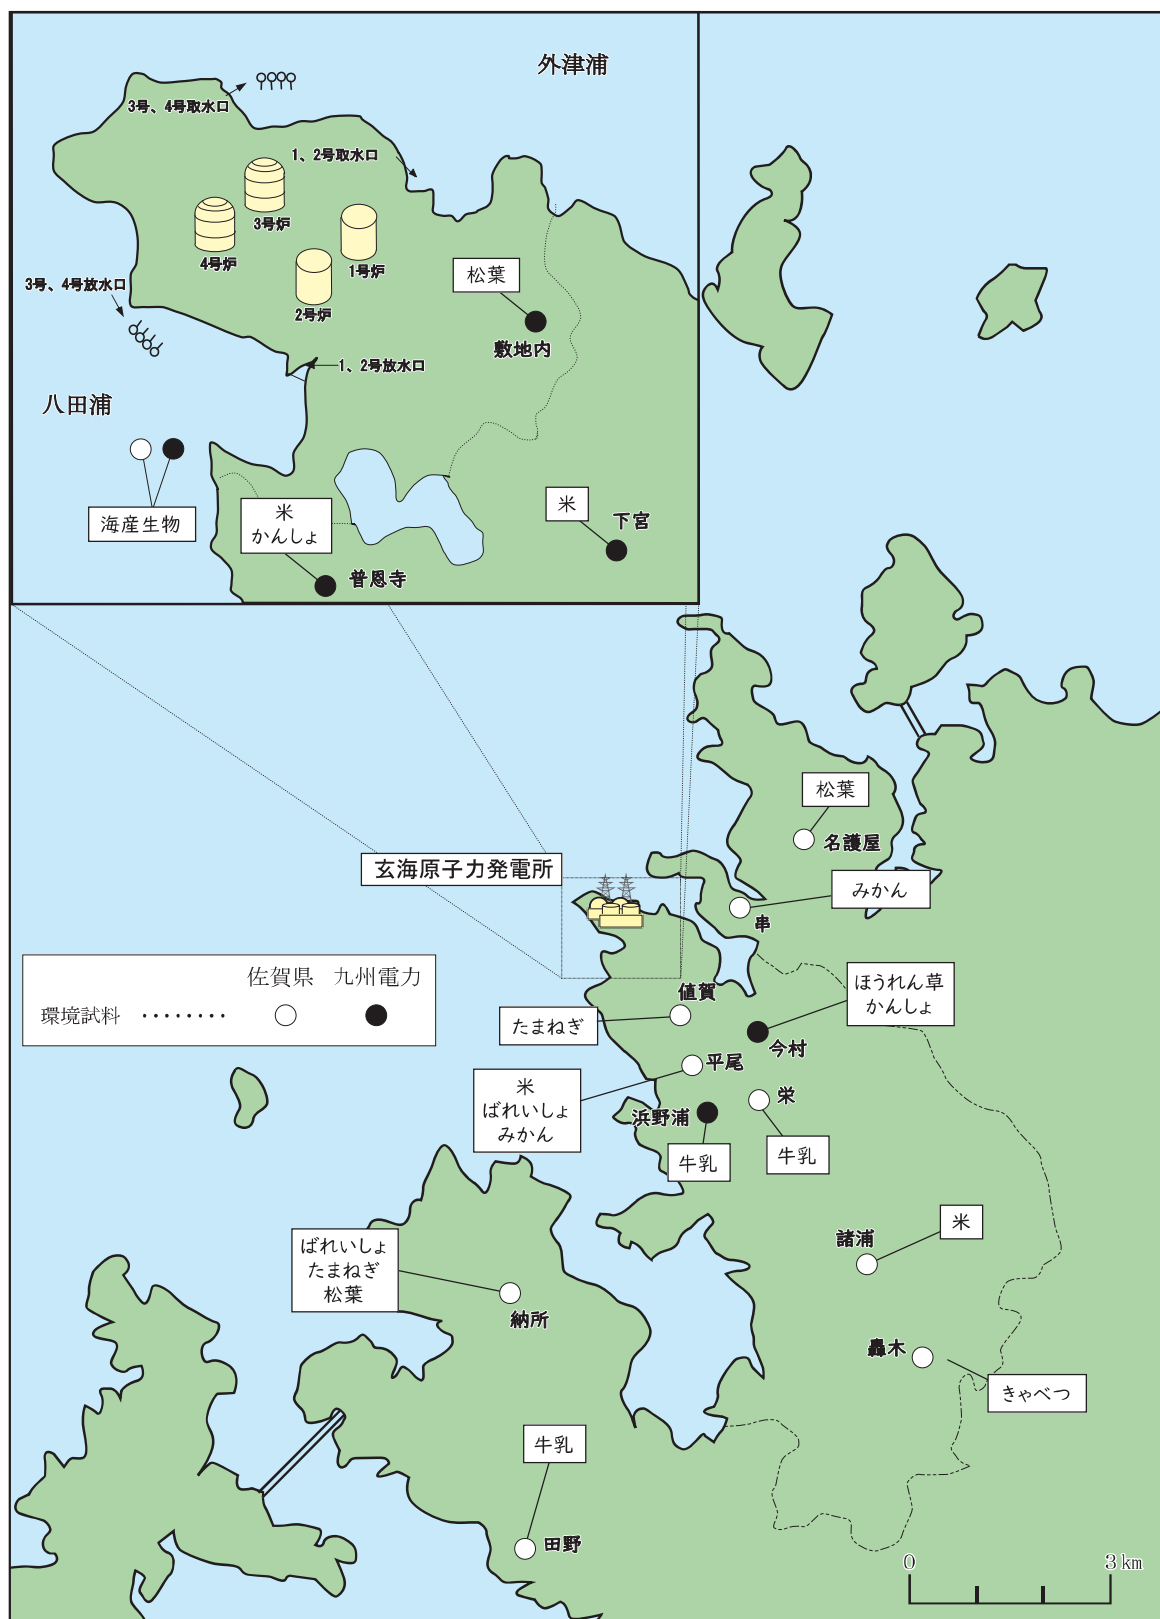 外津浦
3号、4号取水口
1、2号取水口
3号炉
4号炉
1号炉
2号炉
松葉
敷地内
3号、4号放水口
1、2号放水口
八田浦
海産生物
米
かんしょ
普恩寺
米
下宮
松葉
名護屋
玄海原子力発電所
みかん
串
佐賀県 九州電力
環境試料 ・・・・・・・・
値賀
たまねぎ
ほうれん草
かんしょ
今村
平尾
米
ばれいしょ
みかん
栄
浜野浦
牛乳
牛乳
諸浦
米
ばれいしょ
たまねぎ
松葉
納所
轟木
きゃべつ
牛乳
田野
0 3km